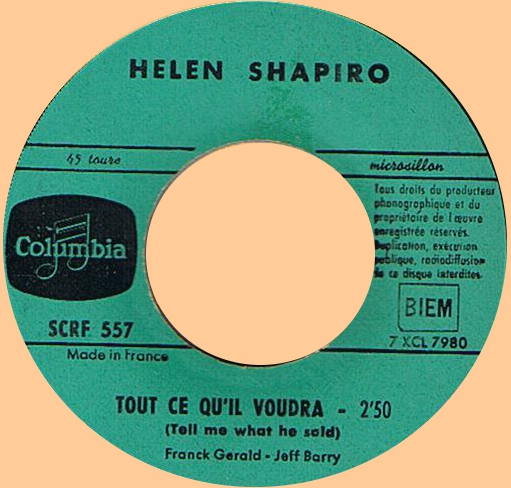 HELEN SHAPIRO
45 tours
microsillon
Tous droits du producteur
phonographique et du
propriétaire de l œuvre
enregistrée réservés.
Duplication, exécution
publique, radiodiffusion
de ce disque interdites.
Columbia
BIEM
SCRF 557
7 XCL 7980
Made in France
TOUT CE QU'IL VOUDRA - 2'50
(Tell me what he said)
Franck Gerald - Jeff Barry